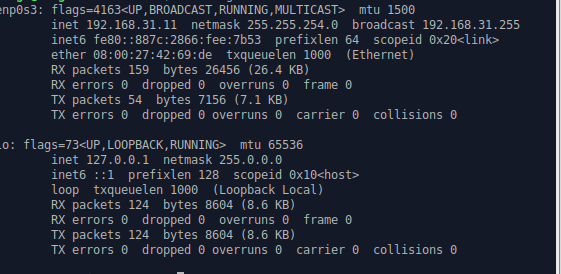 enp0s3: flags=4163<UP,BROADCAST,RUNNING,MULTICAST>  mtu 1500
inet 192.168.31.11  netmask 255.255.254.0  broadcast 192.168.31.255
inet6 fe80::887c:2866:fee:7b53  prefixlen 64  scopeid 0x20<link>
ether 08:00:27:42:69:de  txqueuelen 1000  (Ethernet)
RX packets 159  bytes 26456 (26.4 KB)
RX errors 0  dropped 0  overruns 0  frame 0
TX packets 54  bytes 7156 (7.1 KB)
TX errors 0  dropped 0 overruns 0  carrier 0  collisions 0
lo: flags=73<UP,LOOPBACK,RUNNING>  mtu 65536
inet 127.0.0.1  netmask 255.0.0.0
inet6 ::1  prefixlen 128  scopeid 0x10<host>
loop  txqueuelen 1000  (Loopback Local)
RX packets 124  bytes 8604 (8.6 KB)
RX errors 0  dropped 0  overruns 0  frame 0
TX packets 124  bytes 8604 (8.6 KB)
TX errors 0  dropped 0 overruns 0  carrier 0  collisions 0